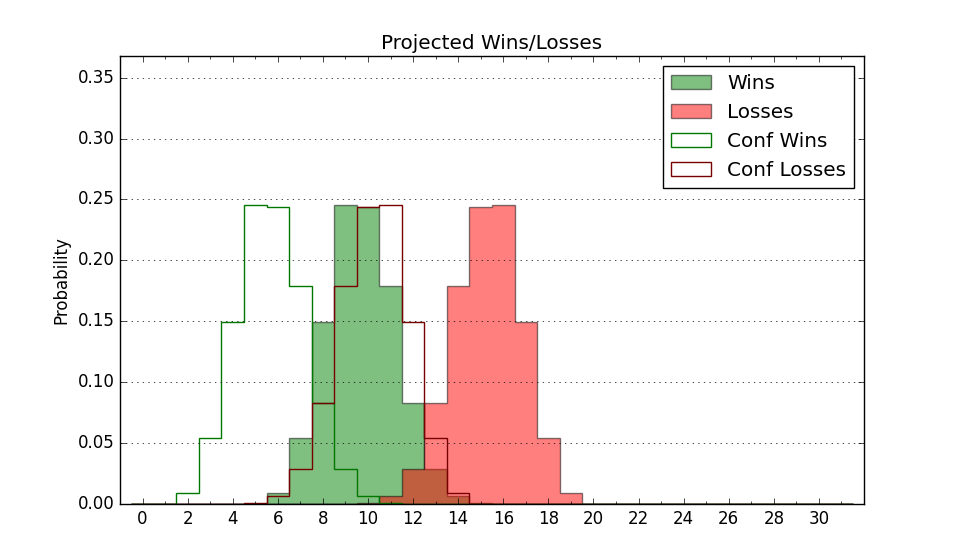 Projected Wins/Losses
Wins
Losses
Conf Wins
Conf Losses
Probability
0.35
0.30
0.25
0.20
0.15
0.10
0.05
0.00
0 2 4 6 8 10 12 14 16 18 20 22 24 26 28 30